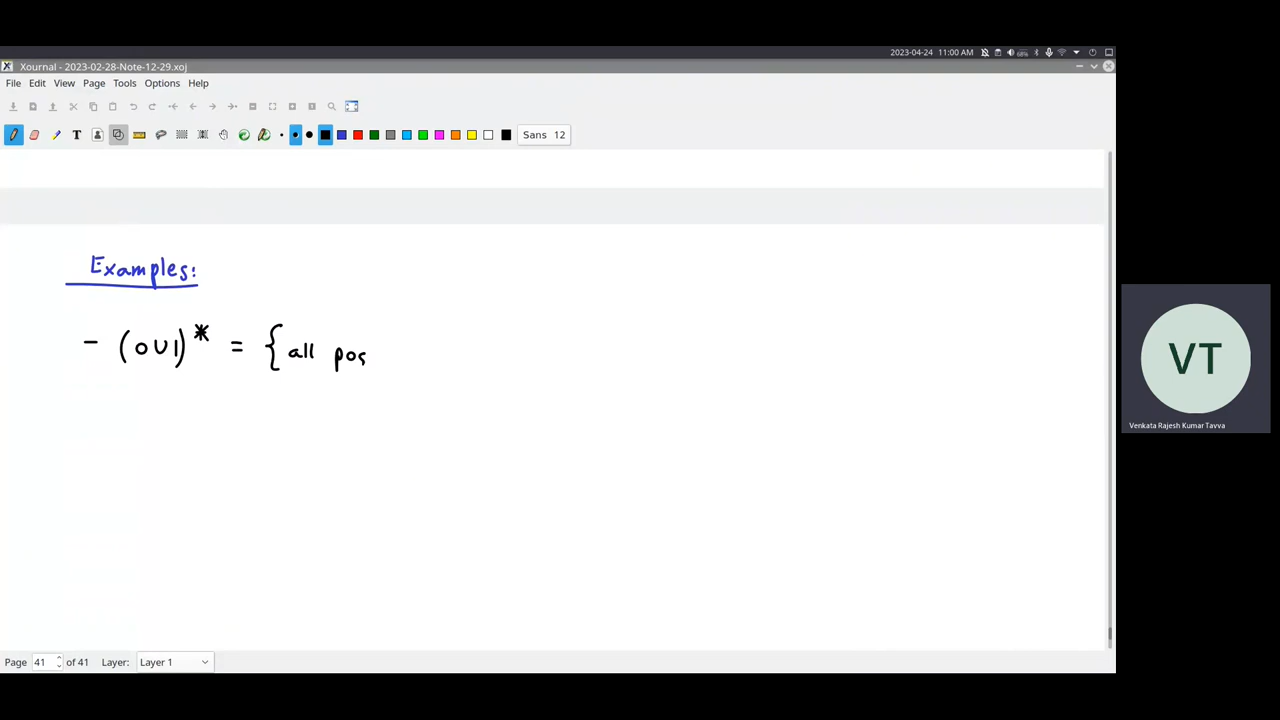 2023-04-24 11:00 AM
Xournal - 2023-02-28-Note-12-29.xoj
File Edit View Page Tools Options Help
Sans 12
Examples:
- (0∪1)* = {all pos
VT
Venkata Rajesh Kumar Tavva
Page 41 of 41 Layer: Layer 1